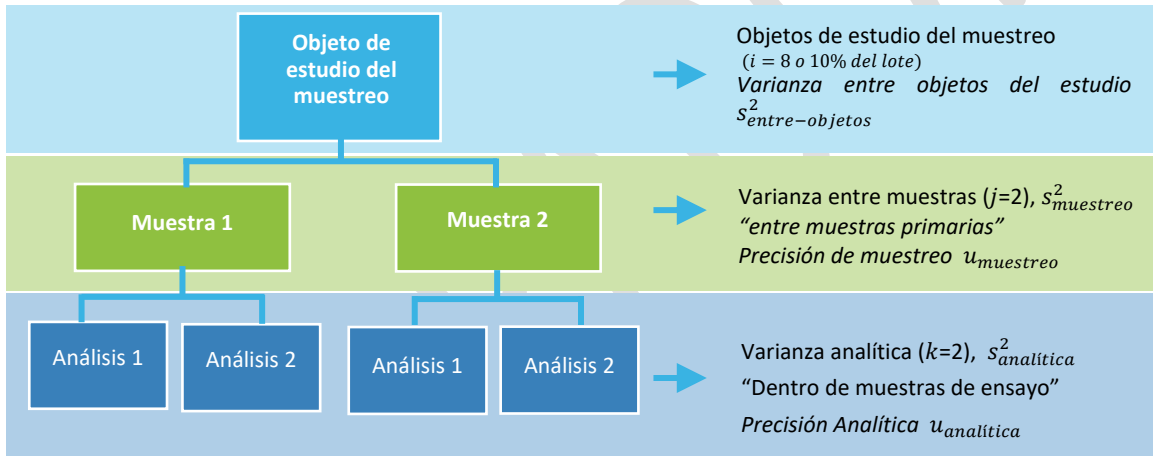 Objeto de
estudio del
muestreo
Objetos de estudio del muestreo
(i = 8 o 10% del lote)
Varianza entre objetos del estudio
s²entre−objetos
Muestra 1
Muestra 2
Varianza entre muestras (j=2), s²muestreo
“entre muestras primarias”
Precisión de muestreo umuestreo
Análisis 1
Análisis 2
Análisis 1
Análisis 2
Varianza analítica (k=2), s²analítica
“Dentro de muestras de ensayo”
Precisión Analítica uanalítica